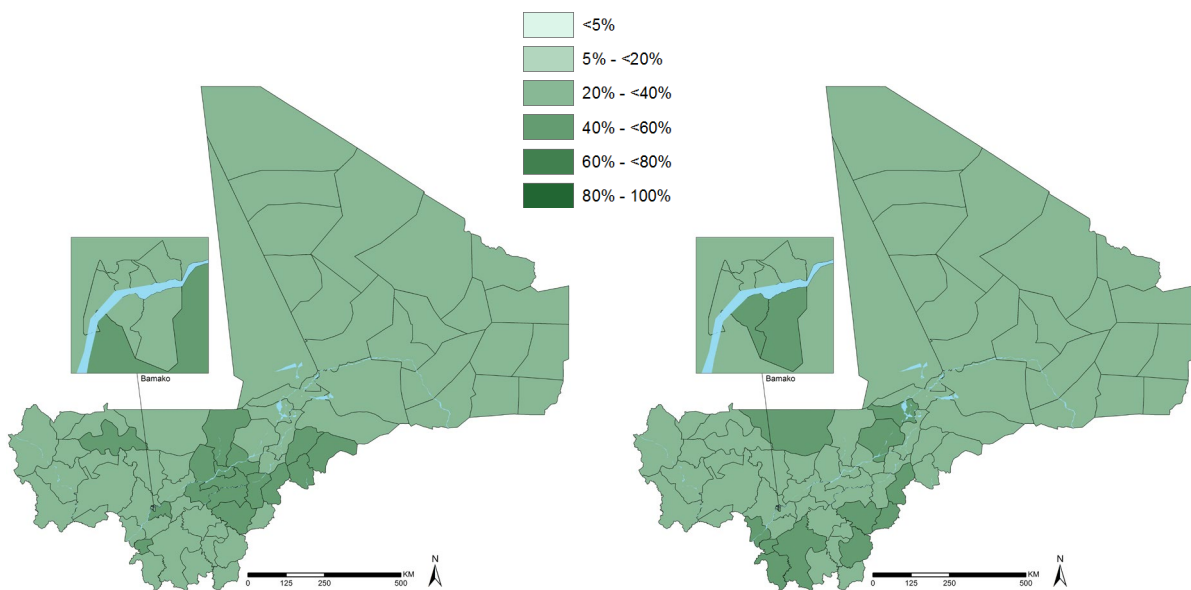 <5%
5% - <20%
20% - <40%
40% - <60%
60% - <80%
80% - 100%
Bamako
Bamako
N
KM
0 125 250 500
N
KM
0 125 250 500